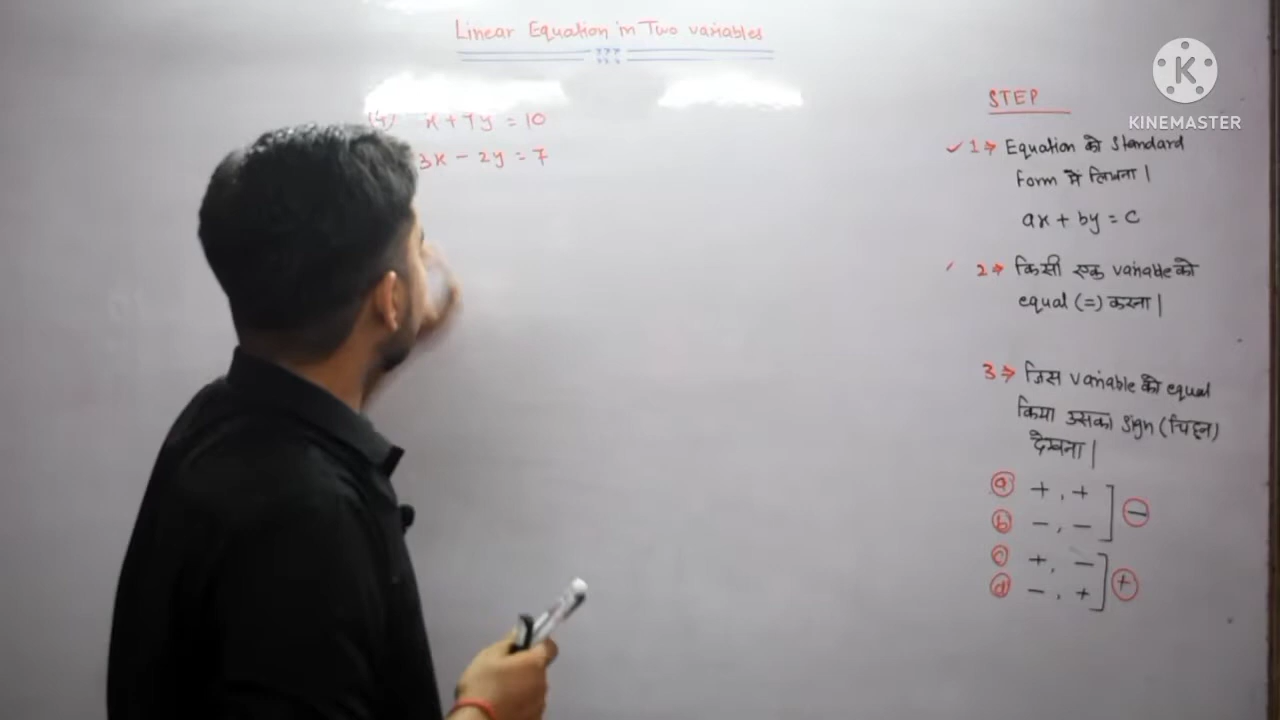 Linear Equation in Two variables
(4) x + 7y = 10
3x - 2y = 7
STEP
1⇒ Equation को Standard
Form में लिखना|
ax + by = c
2⇒ किसी एक variable को
equal (=) करना|
3⇒ जिस variable को equal
किया उसका sign (चिह्न)
देखना|
ⓐ +, +
ⓑ -, - ] ⊖
ⓒ +, -
ⓓ -, + ] ⊕
K
KINEMASTER